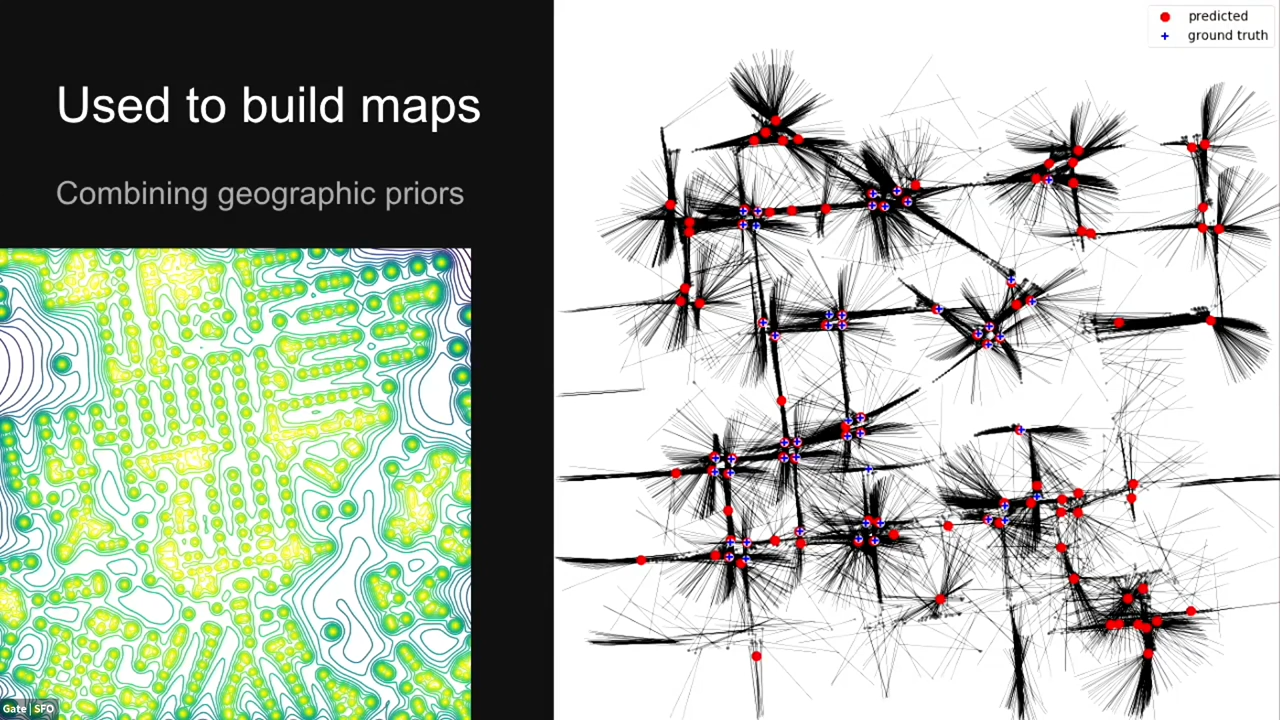 Used to build maps
Combining geographic priors
predicted
ground truth
Gate | SFO